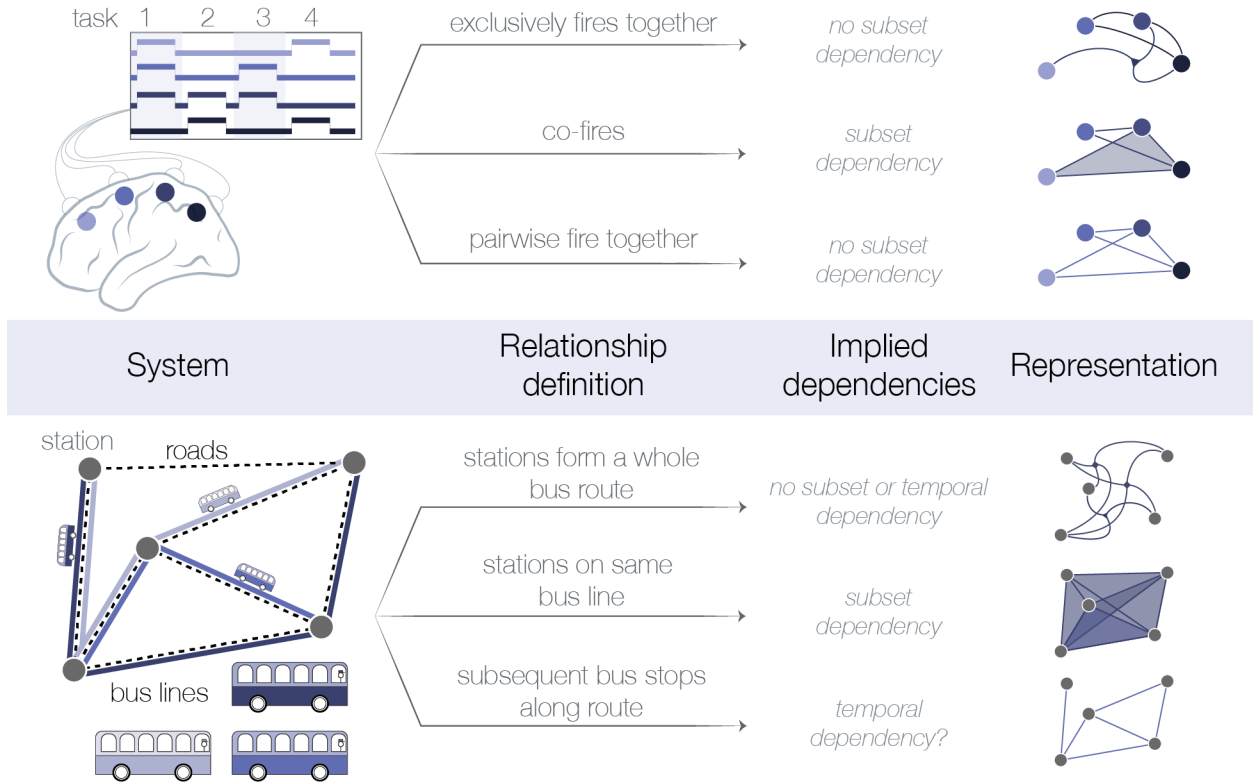 task 1 2 3 4
exclusively fires together
no subset
dependency
co-fires
subset
dependency
pairwise fire together
no subset
dependency
System
Relationship
definition
Implied
dependencies
Representation
station
roads
bus lines
stations form a whole
bus route
no subset or temporal
dependency
stations on same
bus line
subset
dependency
subsequent bus stops
along route
temporal
dependency?